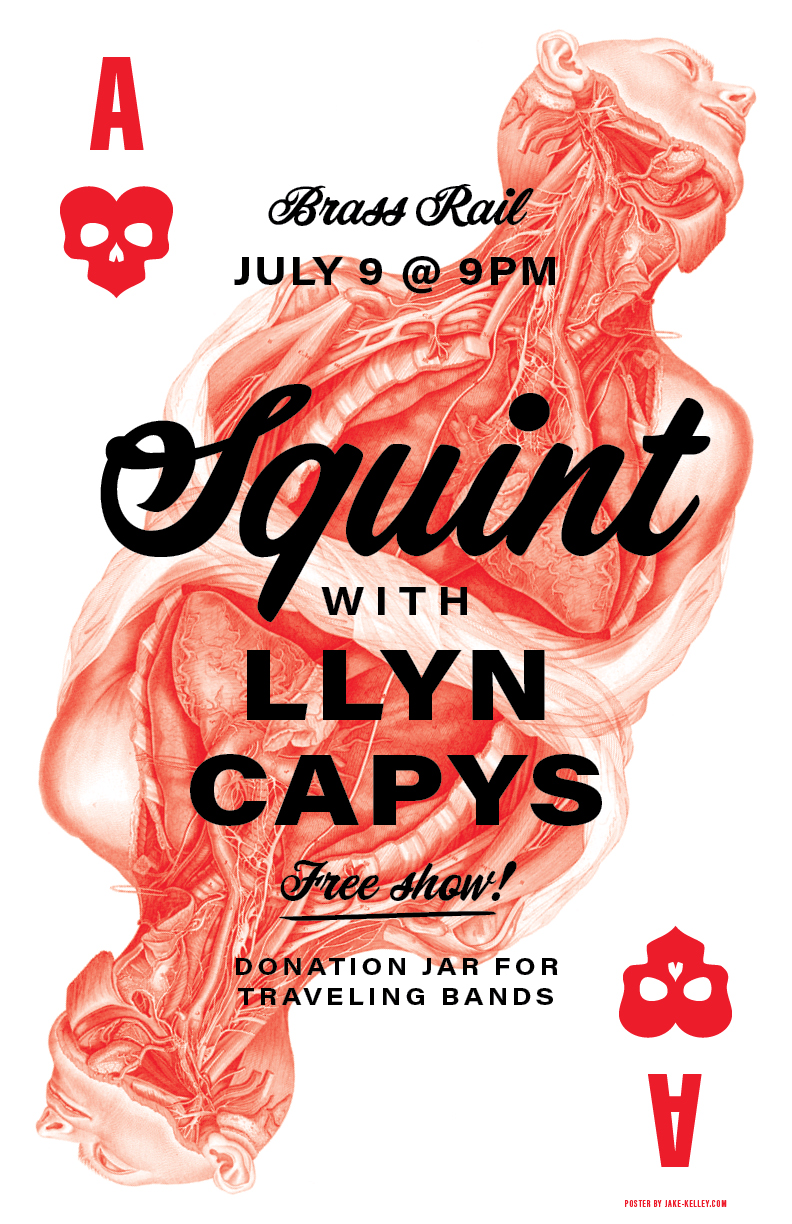 A
Brass Rail
JULY 9 @ 9PM
Squint
WITH
LLYN
CAPYS
Free show!
DONATION JAR FOR
TRAVELING BANDS
A
POSTER BY JAKE-KELLEY.COM